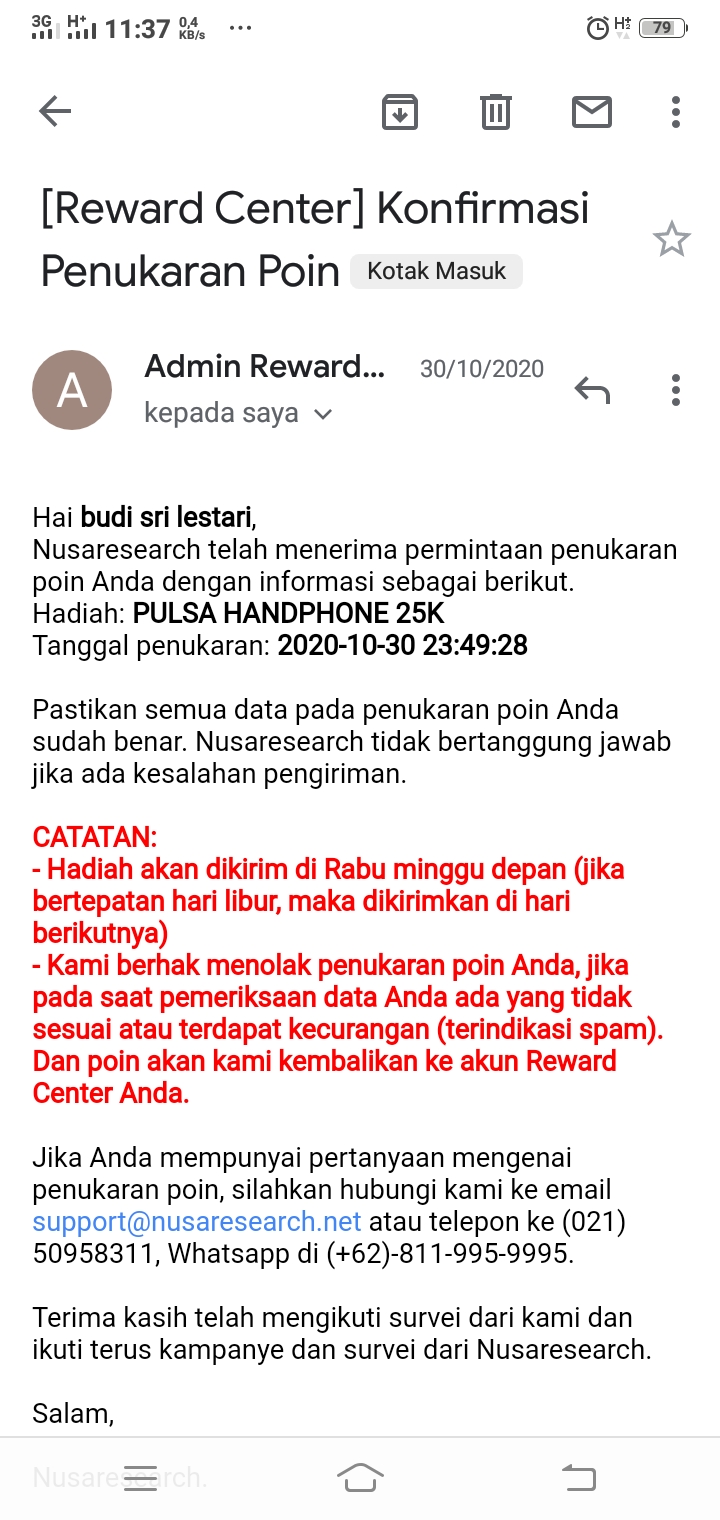 3G H+ 11:37 0,4 KB/s ... 79
[Reward Center] Konfirmasi
Penukaran Poin Kotak Masuk
A Admin Reward... 30/10/2020
kepada saya
Hai budi sri lestari,
Nusaresearch telah menerima permintaan penukaran
poin Anda dengan informasi sebagai berikut.
Hadiah: PULSA HANDPHONE 25K
Tanggal penukaran: 2020-10-30 23:49:28
Pastikan semua data pada penukaran poin Anda
sudah benar. Nusaresearch tidak bertanggung jawab
jika ada kesalahan pengiriman.
CATATAN:
- Hadiah akan dikirim di Rabu minggu depan (jika
bertepatan hari libur, maka dikirimkan di hari
berikutnya)
- Kami berhak menolak penukaran poin Anda, jika
pada saat pemeriksaan data Anda ada yang tidak
sesuai atau terdapat kecurangan (terindikasi spam).
Dan poin akan kami kembalikan ke akun Reward
Center Anda.
Jika Anda mempunyai pertanyaan mengenai
penukaran poin, silahkan hubungi kami ke email
support@nusaresearch.net atau telepon ke (021)
50958311, Whatsapp di (+62)-811-995-9995.
Terima kasih telah mengikuti survei dari kami dan
ikuti terus kampanye dan survei dari Nusaresearch.
Salam,
Nusaresearch.